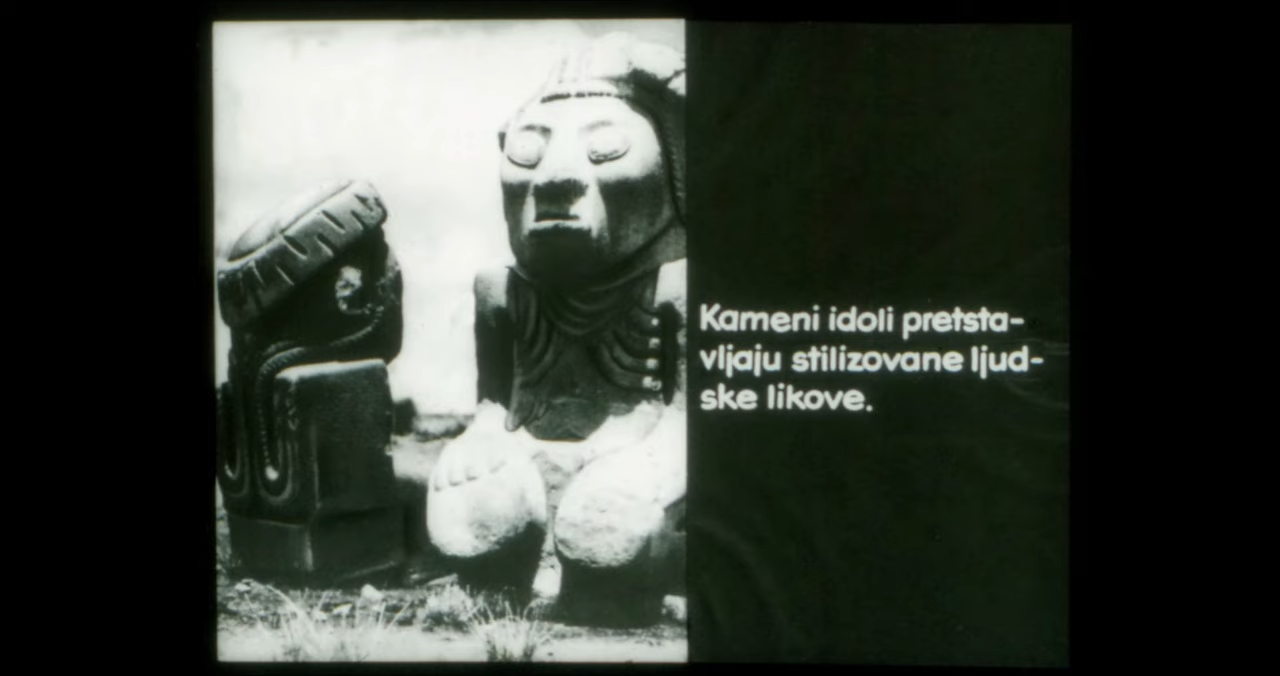 Kameni idoli pretsta-
vljaju stilizovane ljud-
ske likove.